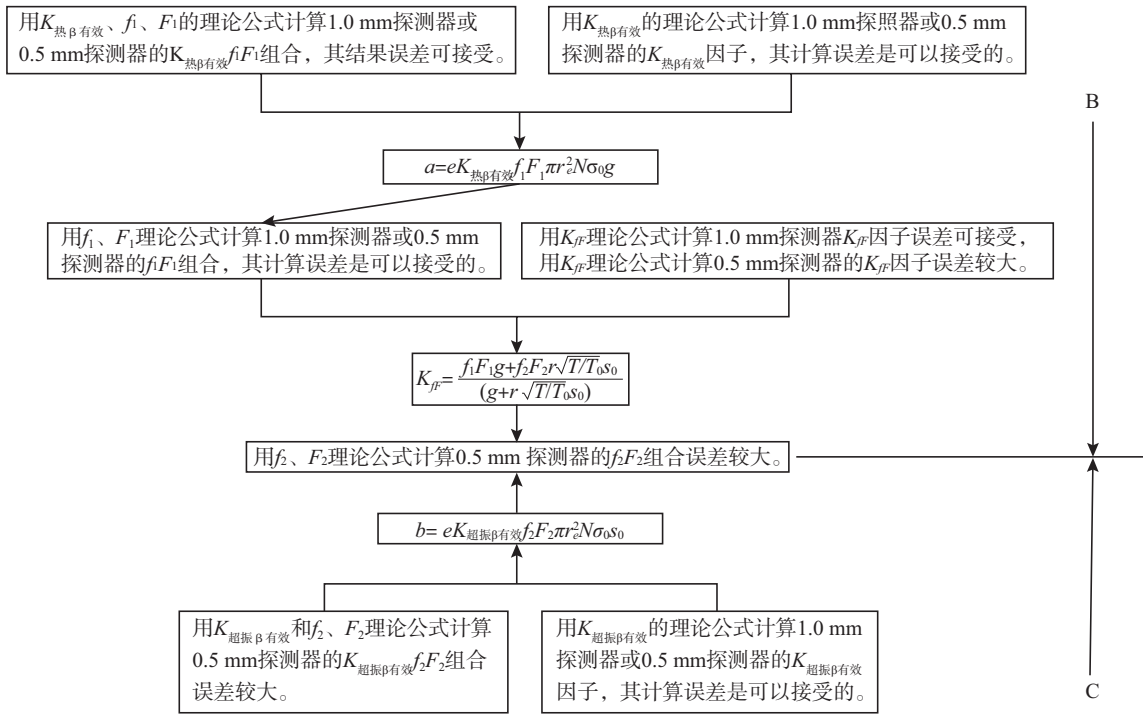 用K热β有效、f1、F1的理论公式计算1.0 mm探测器或
0.5 mm探测器的K热β有效f1F1组合，其结果误差可接受。
用K热β有效的理论公式计算1.0 mm探照器或0.5 mm
探测器的K热β有效因子，其计算误差是可以接受的。
B
a=eK热β有效f1F1πre²Nσ0g
用f1、F1理论公式计算1.0 mm探测器或0.5 mm
探测器的f1F1组合，其计算误差是可以接受的。
用KfF理论公式计算1.0 mm探测器KfF因子误差可接受，
用KfF理论公式计算0.5 mm探测器的KfF因子误差较大。
KfF= f1F1g+f2F2r√T/T0s0
(g+r √T/T0s0)
用f2、F2理论公式计算0.5 mm 探测器的f2F2组合误差较大。
b= eK超振β有效f2F2πre²Nσ0s0
用K超振β有效和f2、F2理论公式计算
0.5 mm探测器的K超振β有效f2F2组合
误差较大。
用K超振β有效的理论公式计算1.0 mm
探测器或0.5 mm探测器的K超振β有效
因子，其计算误差是可以接受的。
C